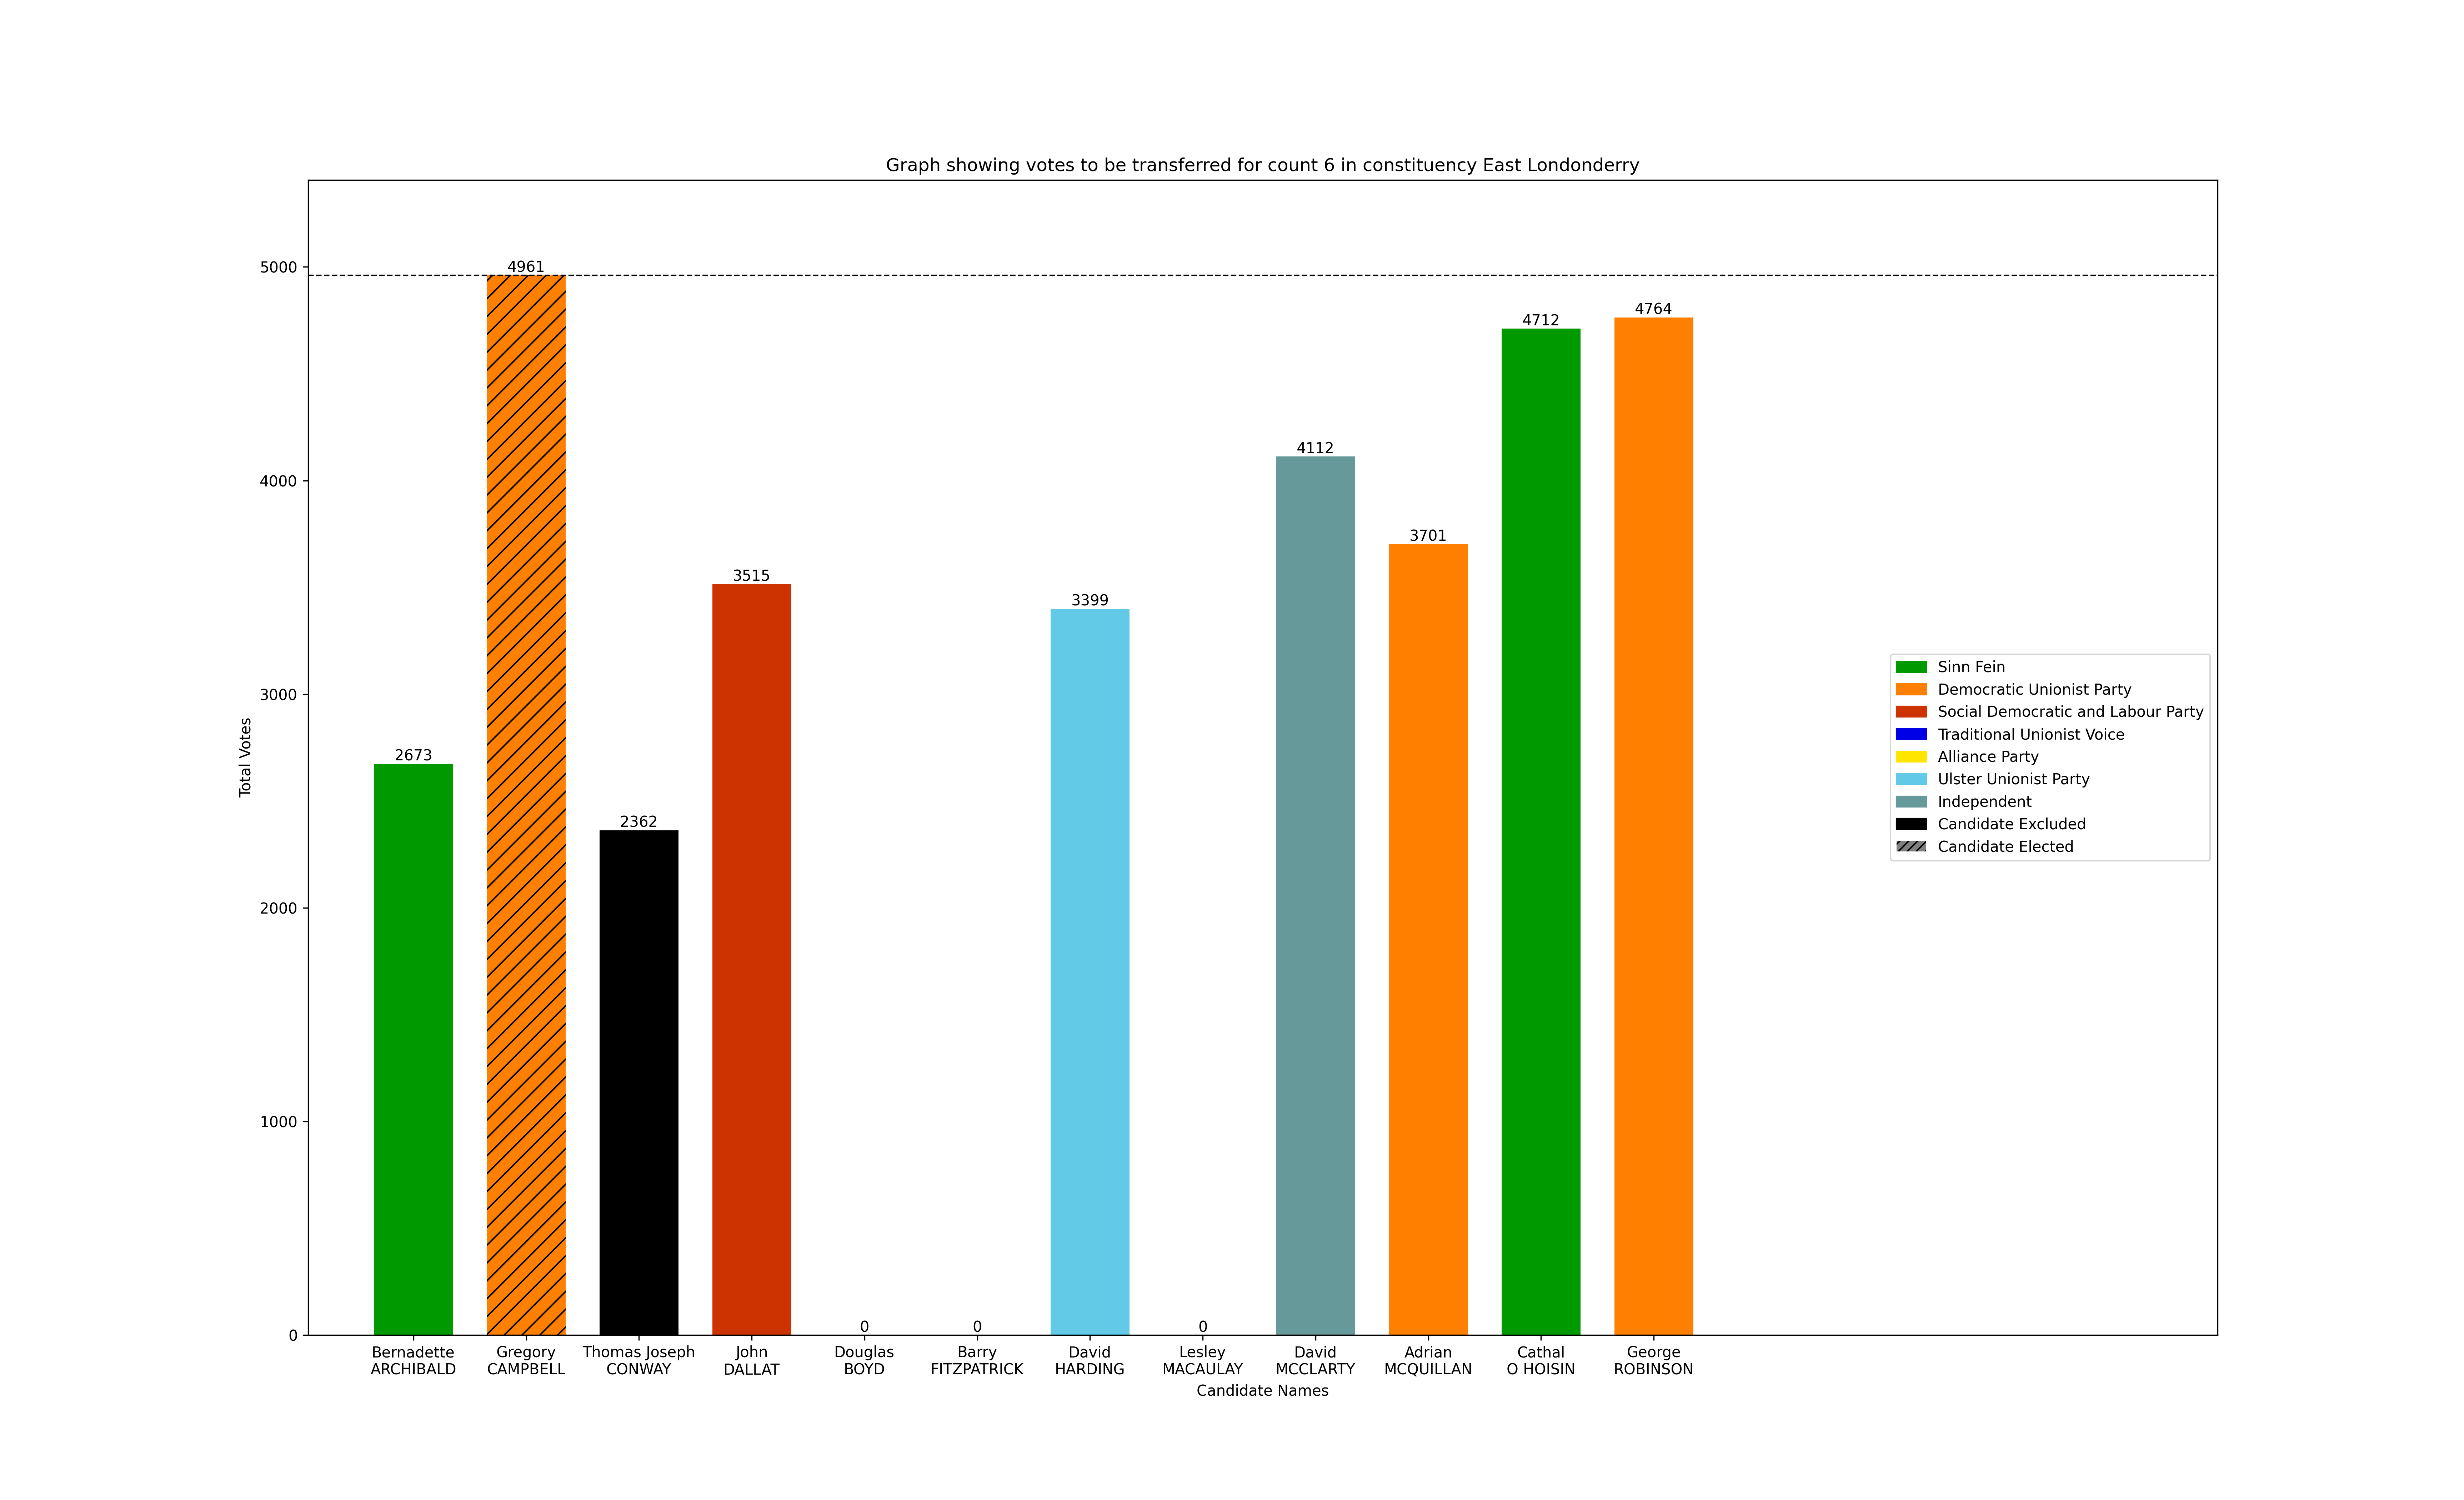 Graph showing votes to be transferred for count 6 in constituency East Londonderry
Total Votes
5000
4000
3000
2000
1000
0
2673
4961
2362
3515
0
0
3399
0
4112
3701
4712
4764
Bernadette
ARCHIBALD
Gregory
CAMPBELL
Thomas Joseph
CONWAY
John
DALLAT
Douglas
BOYD
Barry
FITZPATRICK
David
HARDING
Lesley
MACAULAY
David
MCCLARTY
Adrian
MCQUILLAN
Cathal
O HOISIN
George
ROBINSON
Candidate Names
Sinn Fein
Democratic Unionist Party
Social Democratic and Labour Party
Traditional Unionist Voice
Alliance Party
Ulster Unionist Party
Independent
Candidate Excluded
Candidate Elected